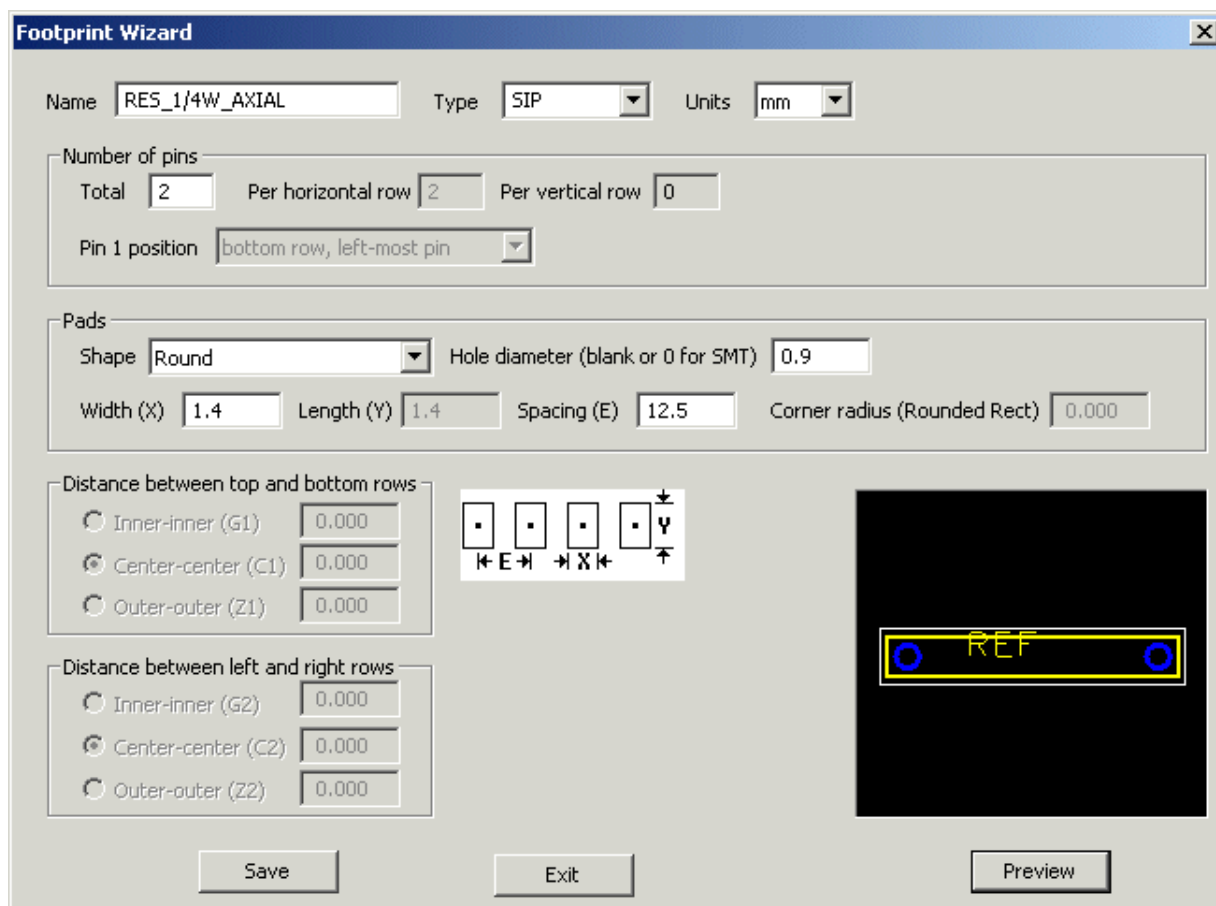 Footprint Wizard
Name RES_1/4W_AXIAL Type SIP Units mm
Number of pins
Total 2 Per horizontal row 2 Per vertical row 0
Pin 1 position bottom row, left-most pin
Pads
Shape Round Hole diameter (blank or 0 for SMT) 0.9
Width (X) 1.4 Length (Y) 1.4 Spacing (E) 12.5 Corner radius (Rounded Rect) 0.000
Distance between top and bottom rows
Inner-inner (G1) 0.000
Center-center (C1) 0.000
Outer-outer (Z1) 0.000
Y
E X
REF
Distance between left and right rows
Inner-inner (G2) 0.000
Center-center (C2) 0.000
Outer-outer (Z2) 0.000
Save Exit Preview